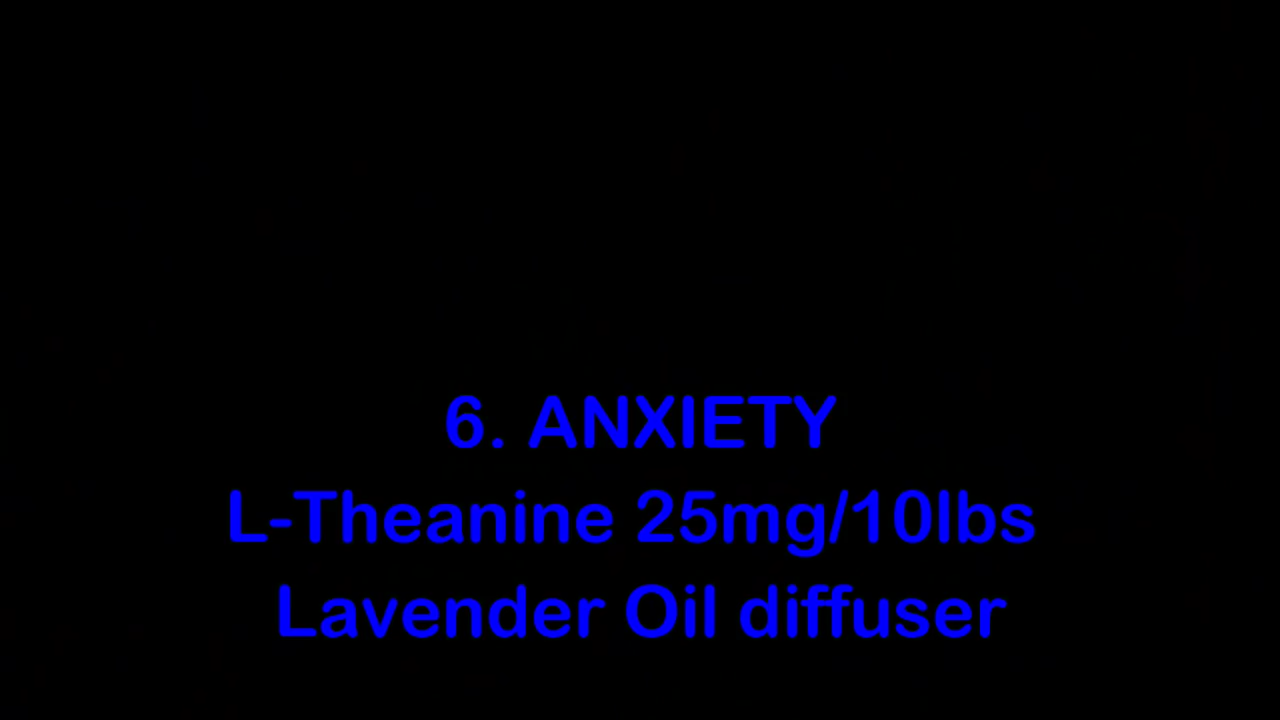 6. ANXIETY
L-Theanine 25mg/10lbs
Lavender Oil diffuser